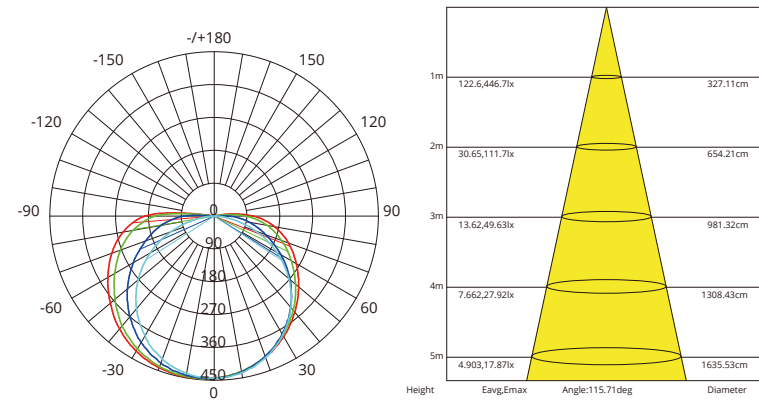 -/+180
-150 150
-120 120
-90 90
-60 60
-30 30
0
0
90
180
270
360
450
1m 122.6,446.7lx 327.11cm
2m 30.65,111.7lx 654.21cm
3m 13.62,49.63lx 981.32cm
4m 7.662,27.92lx 1308.43cm
5m 4.903,17.87lx 1635.53cm
Height Eavg,Emax Angle:115.71deg Diameter